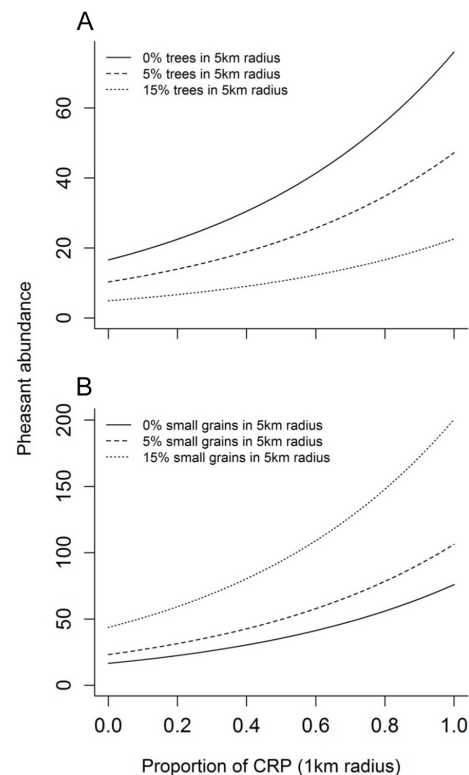 A
0% trees in 5km radius
5% trees in 5km radius
15% trees in 5km radius
60
40
20
0
Pheasant abundance
B
0% small grains in 5km radius
5% small grains in 5km radius
15% small grains in 5km radius
200
150
100
50
0
0.0 0.2 0.4 0.6 0.8 1.0
Proportion of CRP (1km radius)